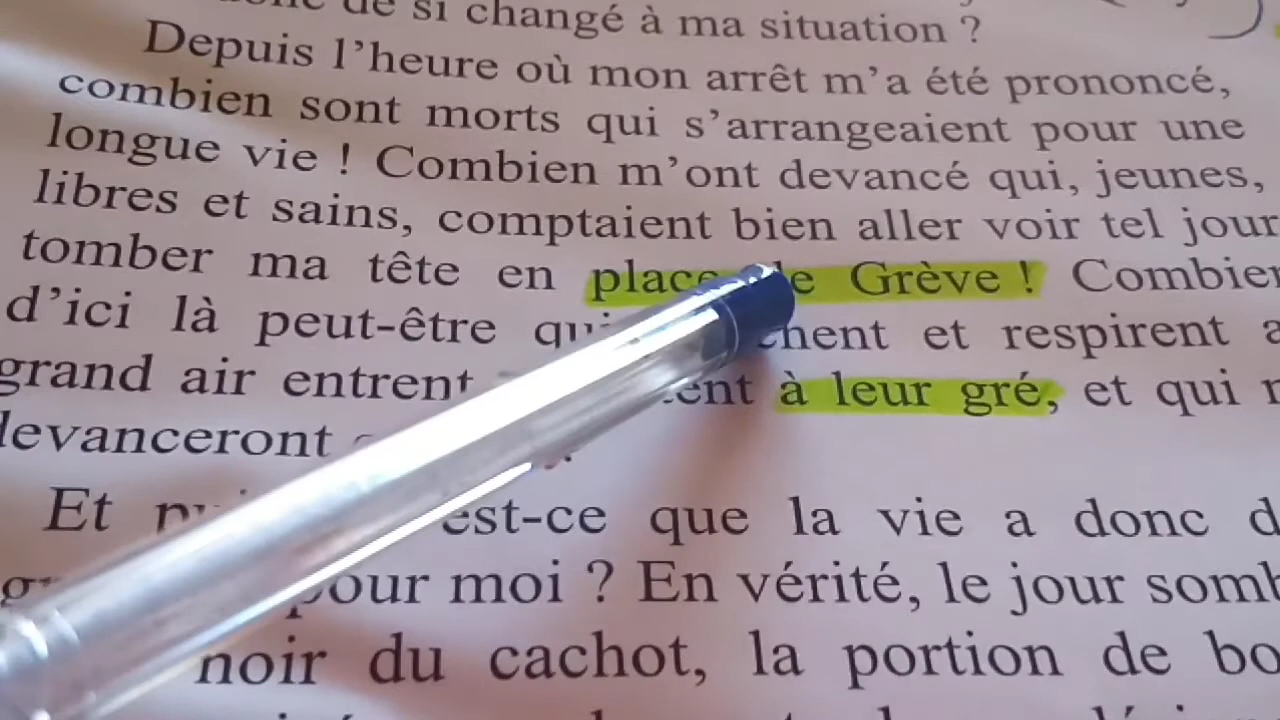 de si changé à ma situation ?
Depuis l’heure où mon arrêt m’a été prononcé,
combien sont morts qui s’arrangeaient pour une
longue vie ! Combien m’ont devancé qui, jeunes,
libres et sains, comptaient bien aller voir tel jour
tomber ma tête en place de Grève ! Combien
d’ici là peut-être qui et respirent
grand air entrent à leur gré, et qui
devanceront
Et est-ce que la vie a donc
pour moi ? En vérité, le jour
noir du cachot, la portion de